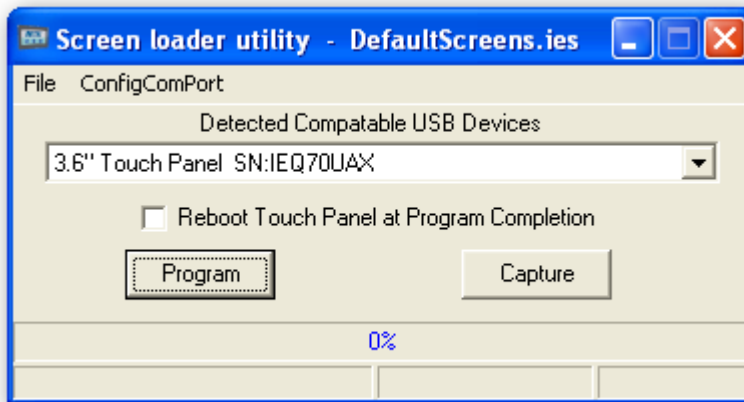 Screen loader utility - DefaultScreens.ies
File ConfigComPort
Detected Compatable USB Devices
3.6" Touch Panel SN:IEQ70UAX
Reboot Touch Panel at Program Completion
Program Capture
0%